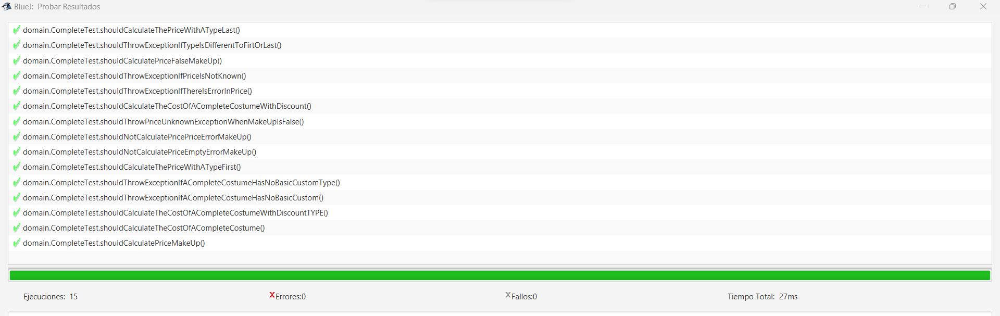 BlueJ: Probar Resultados
domain.CompleteTest.shouldCalculateThePriceWithATypeLast()
domain.CompleteTest.shouldThrowExceptionIfTypeIsDifferentToFirtOrLast()
domain.CompleteTest.shouldCalculatePriceFalseMakeUp()
domain.CompleteTest.shouldThrowExceptionIfPriceIsNotKnown()
domain.CompleteTest.shouldThrowExceptionIfThereIsErrorInPrice()
domain.CompleteTest.shouldCalculateTheCostOfACompleteCostumeWithDiscount()
domain.CompleteTest.shouldThrowPriceUnknownExceptionWhenMakeUpIsFalse()
domain.CompleteTest.shouldNotCalculatePricePriceErrorMakeUp()
domain.CompleteTest.shouldNotCalculatePriceEmptyErrorMakeUp()
domain.CompleteTest.shouldCalculateThePriceWithATypeFirst()
domain.CompleteTest.shouldThrowExceptionIfACompleteCostumeHasNoBasicCustomType()
domain.CompleteTest.shouldThrowExceptionIfACompleteCostumeHasNoBasicCustom()
domain.CompleteTest.shouldCalculateTheCostOfACompleteCostumeWithDiscountTYPE()
domain.CompleteTest.shouldCalculateTheCostOfACompleteCostume()
domain.CompleteTest.shouldCalculatePriceMakeUp()
Ejecuciones: 15 Errores:0 Fallos:0 Tiempo Total: 27ms